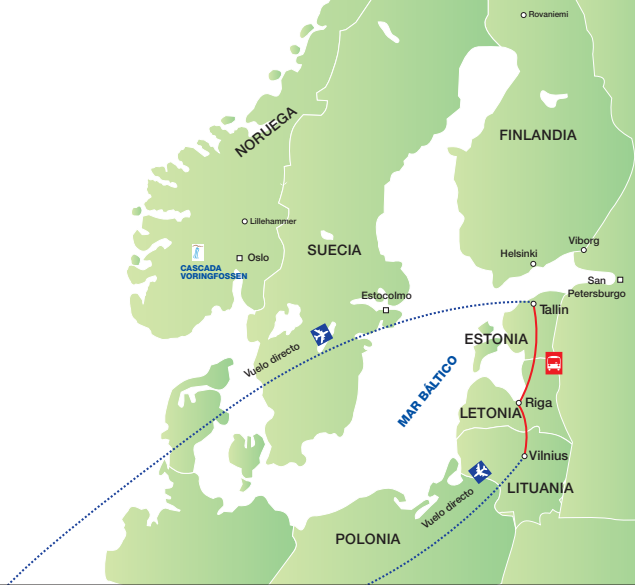 Rovaniemi
NORUEGA
FINLANDIA
Lillehammer
SUECIA
Helsinki
Viborg
Oslo
CASCADA
VORINGFOSSEN
San
Petersburgo
Estocolmo
Tallin
ESTONIA
Vuelo directo
MAR BÁLTICO
Riga
LETONIA
Vilnius
LITUANIA
Vuelo directo
POLONIA